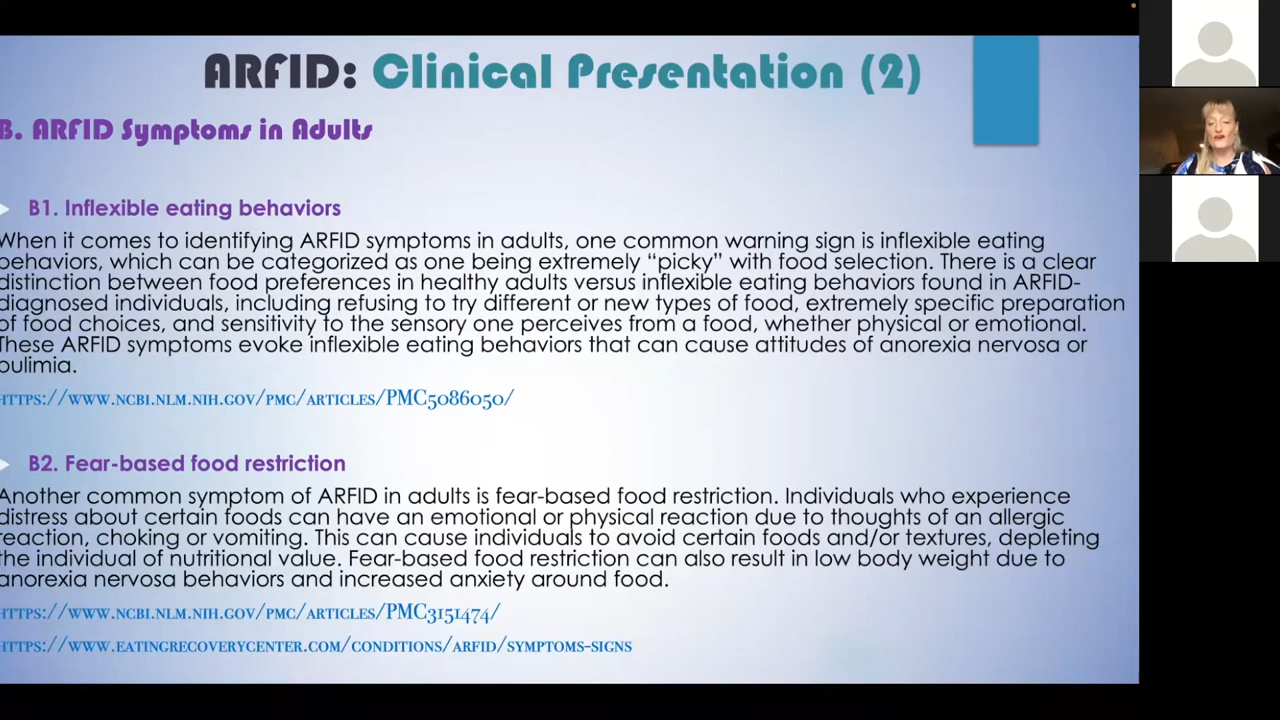 ARFID: Clinical Presentation (2)
B. ARFID Symptoms in Adults
B1. Inflexible eating behaviors
When it comes to identifying ARFID symptoms in adults, one common warning sign is inflexible eating
behaviors, which can be categorized as one being extremely “picky” with food selection. There is a clear
distinction between food preferences in healthy adults versus inflexible eating behaviors found in ARFID-
diagnosed individuals, including refusing to try different or new types of food, extremely specific preparation
of food choices, and sensitivity to the sensory one perceives from a food, whether physical or emotional.
These ARFID symptoms evoke inflexible eating behaviors that can cause attitudes of anorexia nervosa or
bulimia.
https://www.ncbi.nlm.nih.gov/pmc/articles/PMC5086050/
B2. Fear-based food restriction
Another common symptom of ARFID in adults is fear-based food restriction. Individuals who experience
distress about certain foods can have an emotional or physical reaction due to thoughts of an allergic
reaction, choking or vomiting. This can cause individuals to avoid certain foods and/or textures, depleting
the individual of nutritional value. Fear-based food restriction can also result in low body weight due to
anorexia nervosa behaviors and increased anxiety around food.
https://www.ncbi.nlm.nih.gov/pmc/articles/PMC3151474/
https://www.eatingrecoverycenter.com/conditions/arfid/symptoms-signs